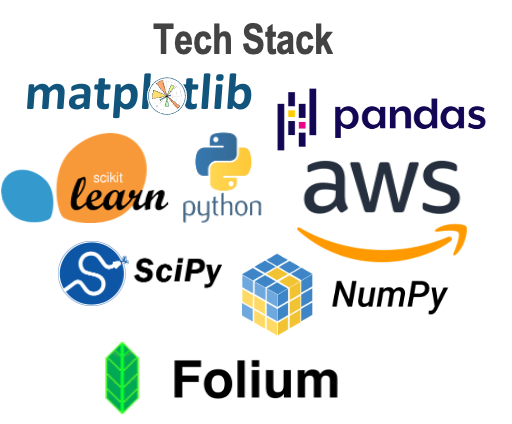 Tech Stack
matplotlib
pandas
scikit
learn
python
aws
SciPy
NumPy
Folium